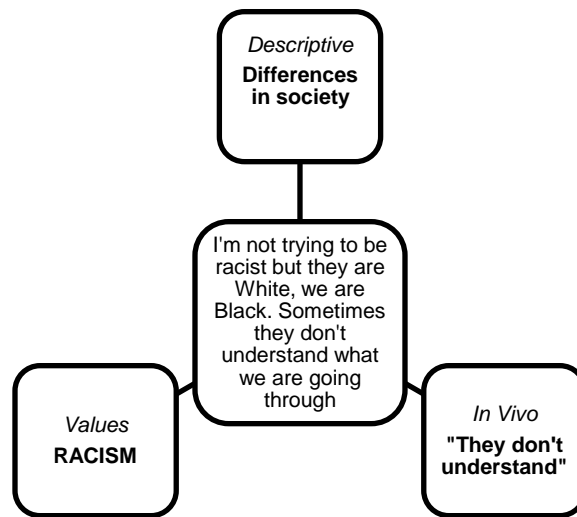 Descriptive
Differences
in society
I'm not trying to be
racist but they are
White, we are
Black. Sometimes
they don't
understand what
we are going
through
Values
RACISM
In Vivo
"They don't
understand"